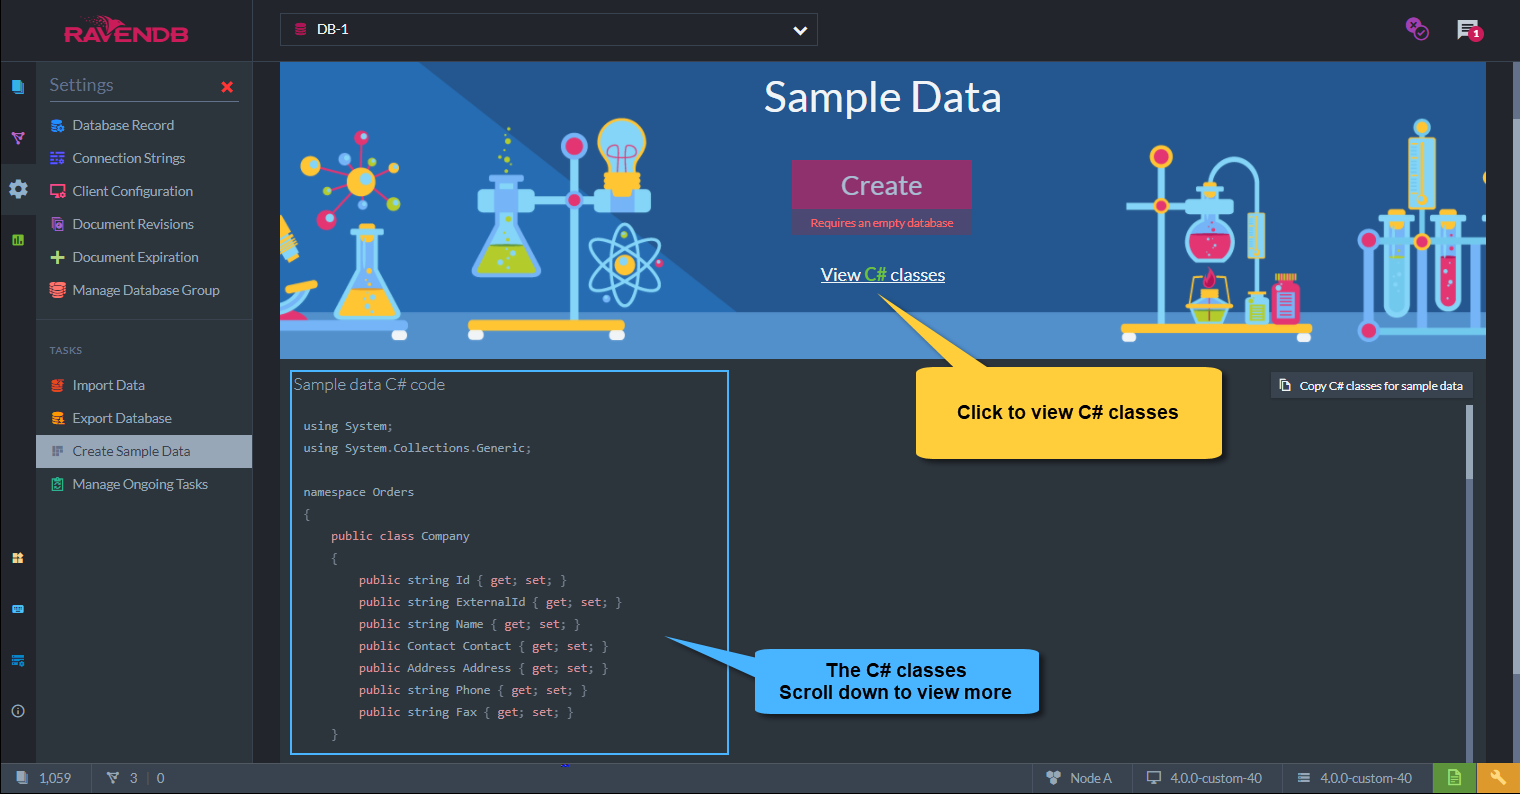 RAVENDB
DB-1
1
Settings
Database Record
Connection Strings
Client Configuration
Document Revisions
Document Expiration
Manage Database Group
TASKS
Import Data
Export Database
Create Sample Data
Manage Ongoing Tasks
Sample Data
Create
Requires an empty database
View C# classes
Click to view C# classes
Sample data C# code
Copy C# classes for sample data
using System;
using System.Collections.Generic;
namespace Orders
{
public class Company
{
public string Id { get; set; }
public string ExternalId { get; set; }
public string Name { get; set; }
public Contact Contact { get; set; }
public Address Address { get; set; }
public string Phone { get; set; }
public string Fax { get; set; }
}
The C# classes
Scroll down to view more
1,059
3 | 0
Node A
4.0.0-custom-40
4.0.0-custom-40